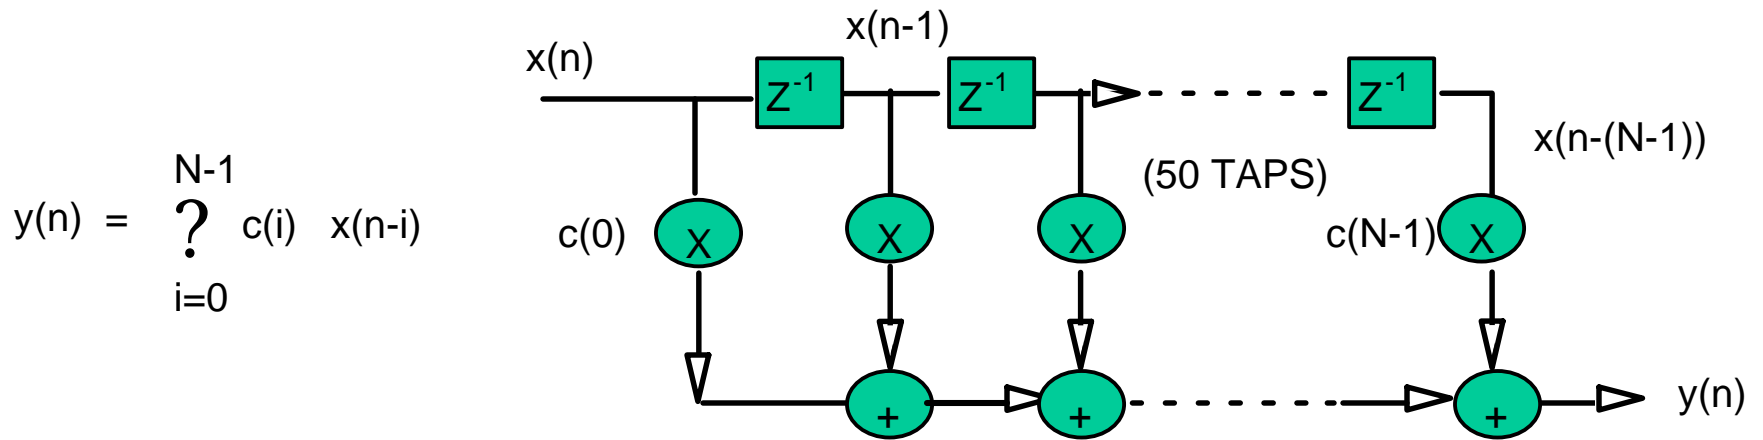 N-1
y(n) = ? c(i) x(n-i)
i=0
x(n)
x(n-1)
Z-1
Z-1
Z-1
x(n-(N-1))
(50 TAPS)
c(0)
X
X
X
c(N-1)
X
+
+
+
y(n)